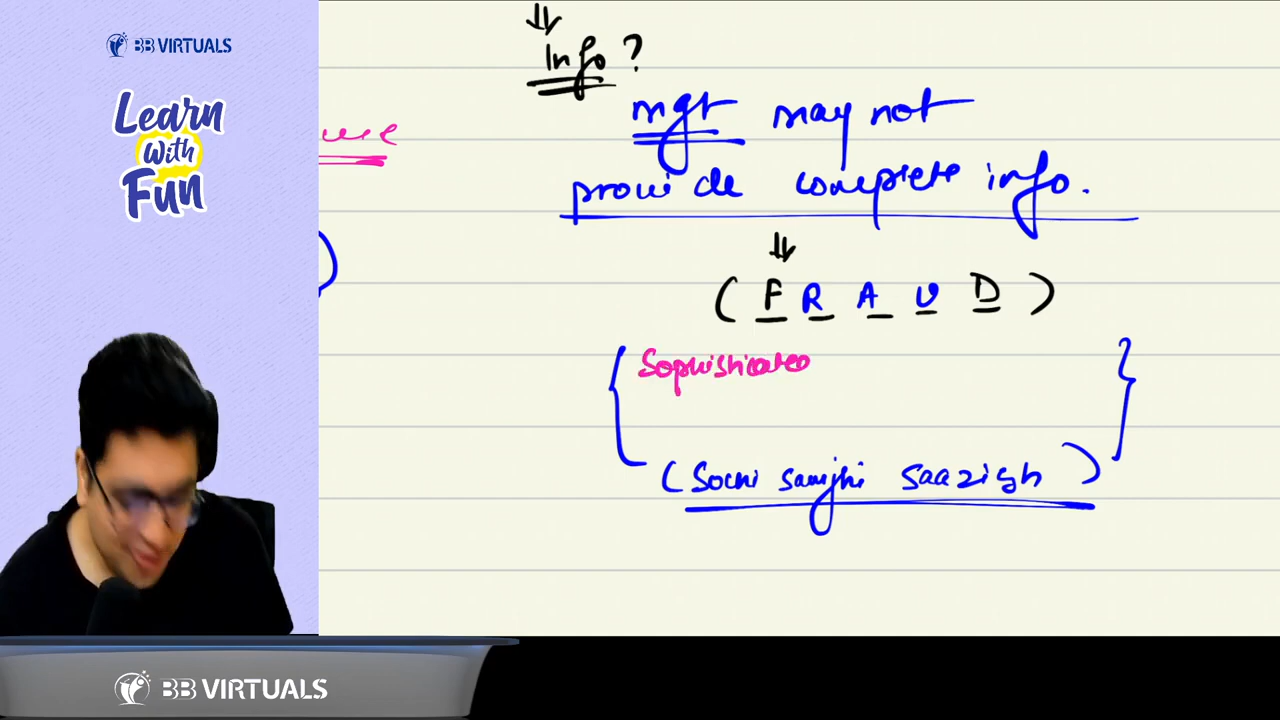 BB VIRTUALS
Learn
With
Fun
Info ?
mgt may not
provide complete info.
( F R A U D )
Sophisticated
( Sochi samjhi saazish )
BB VIRTUALS